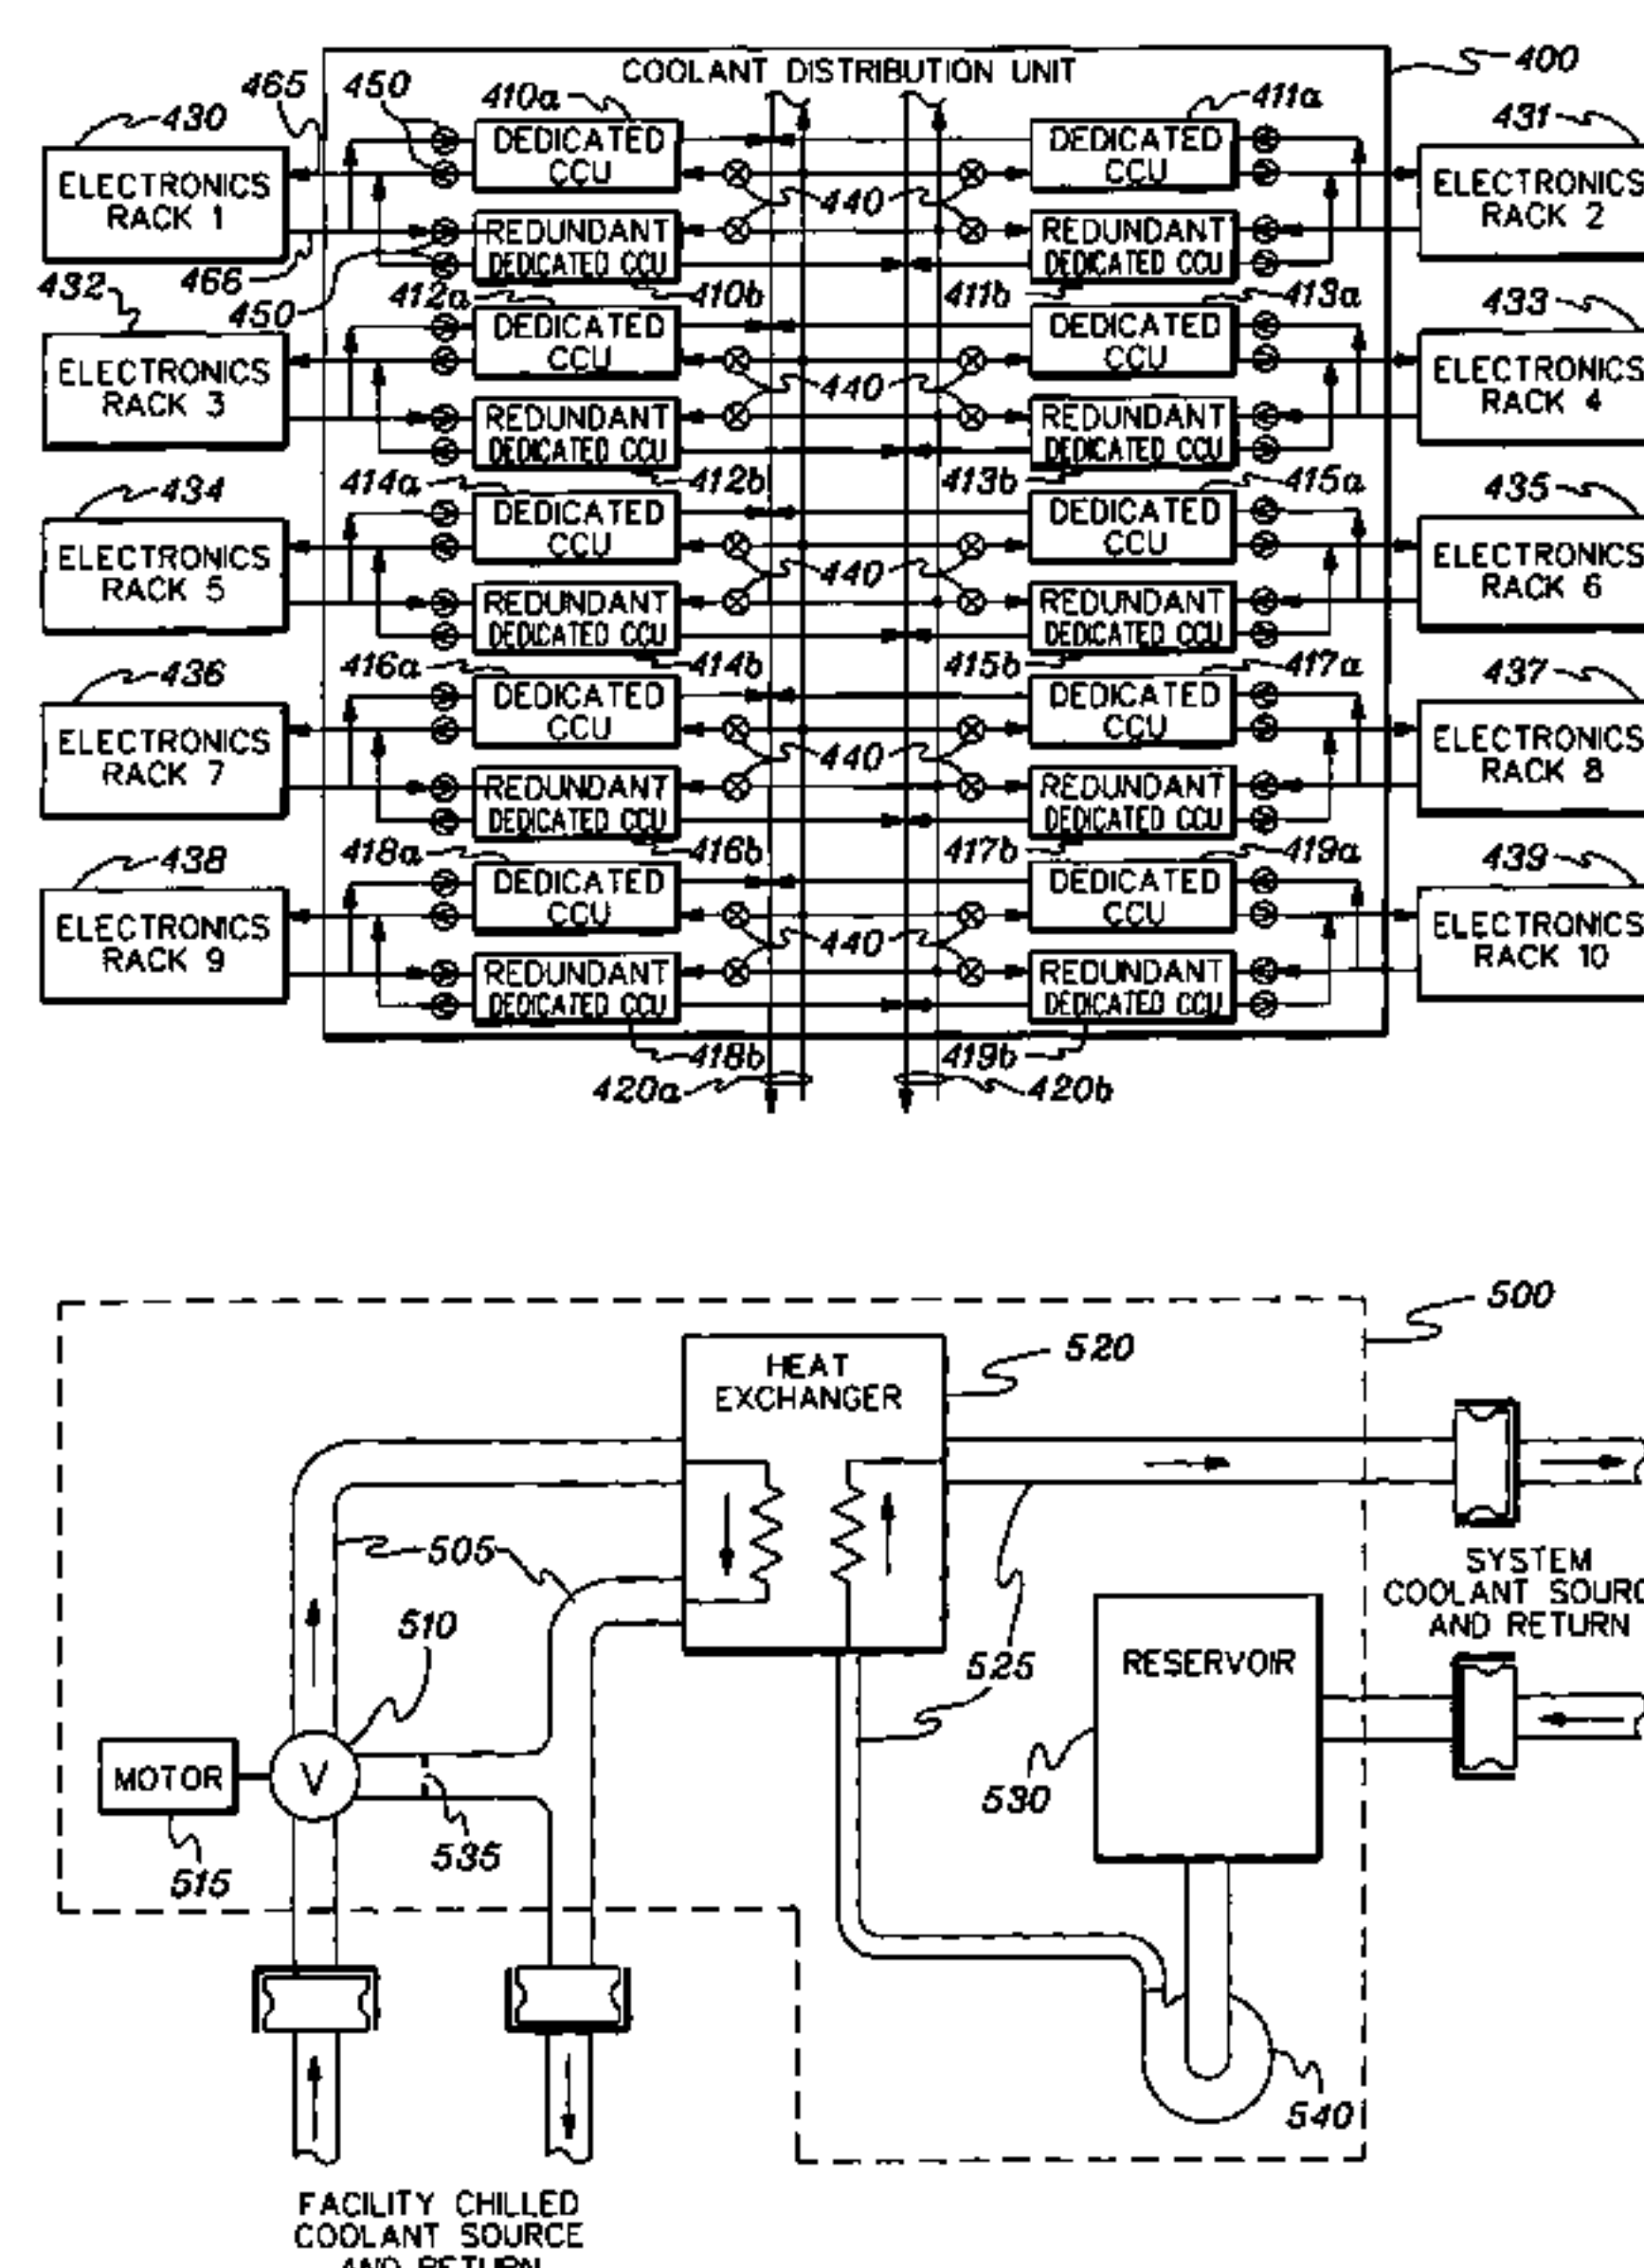 COOLANT DISTRIBUTION UNIT
400
465
450
410a
411a
430
431
ELECTRONICS
RACK 1
DEDICATED
CCU
DEDICATED
CCU
ELECTRONICS
RACK 2
440
REDUNDANT
DEDICATED CCU
REDUNDANT
DEDICATED CCU
466
432
450
412a
410b
411b
413a
433
ELECTRONICS
RACK 3
DEDICATED
CCU
DEDICATED
CCU
ELECTRONICS
RACK 4
440
REDUNDANT
DEDICATED CCU
REDUNDANT
DEDICATED CCU
434
414a
412b
413b
415a
435
ELECTRONICS
RACK 5
DEDICATED
CCU
DEDICATED
CCU
ELECTRONICS
RACK 6
440
REDUNDANT
DEDICATED CCU
REDUNDANT
DEDICATED CCU
436
416a
414b
415b
417a
437
ELECTRONICS
RACK 7
DEDICATED
CCU
DEDICATED
CCU
ELECTRONICS
RACK 8
440
REDUNDANT
DEDICATED CCU
REDUNDANT
DEDICATED CCU
438
418a
416b
417b
419a
439
ELECTRONICS
RACK 9
DEDICATED
CCU
DEDICATED
CCU
ELECTRONICS
RACK 10
440
REDUNDANT
DEDICATED CCU
REDUNDANT
DEDICATED CCU
418b
419b
420a
420b
500
520
HEAT
EXCHANGER
505
510
SYSTEM
COOLANT SOURC
AND RETURN
525
RESERVOIR
MOTOR
V
530
535
515
540
FACILITY CHILLED
COOLANT SOURCE
AND RETURN